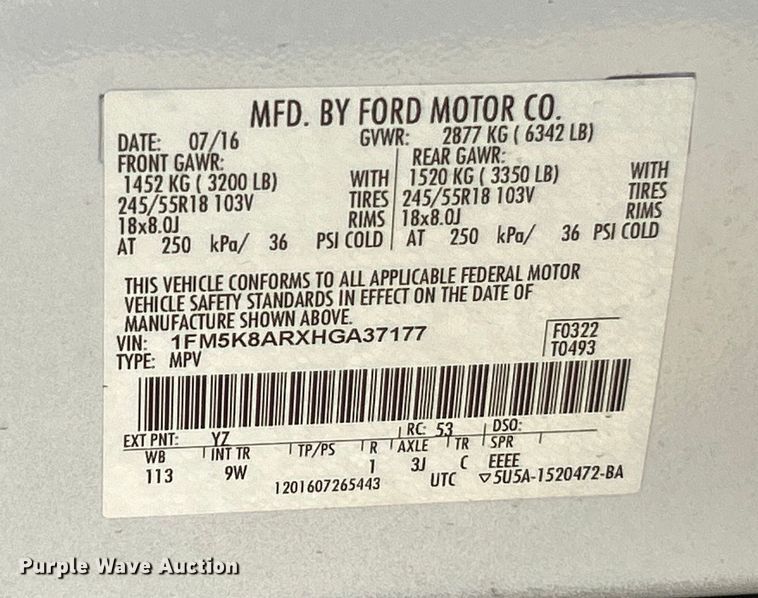 MFD. BY FORD MOTOR CO.
DATE: 07/16 GVWR: 2877 KG ( 6342 LB)
FRONT GAWR: REAR GAWR:
1452 KG ( 3200 LB) WITH 1520 KG ( 3350 LB) WITH
245/55R18 103V TIRES 245/55R18 103V TIRES
18x8.0J RIMS 18x8.0J RIMS
AT 250 kPa/ 36 PSI COLD AT 250 kPa/ 36 PSI COLD
THIS VEHICLE CONFORMS TO ALL APPLICABLE FEDERAL MOTOR
VEHICLE SAFETY STANDARDS IN EFFECT ON THE DATE OF
MANUFACTURE SHOWN ABOVE.
VIN: 1FM5K8ARXHGA37177 F0322
TYPE: MPV T0493
EXT PNT: YZ RC: 53 DSO:
WB INT TR TP/PS R AXLE TR SPR
113 9W 1 3J C EEEE
1201607265443 UTC ▽5U5A-1520472-BA
Purple Wave Auction